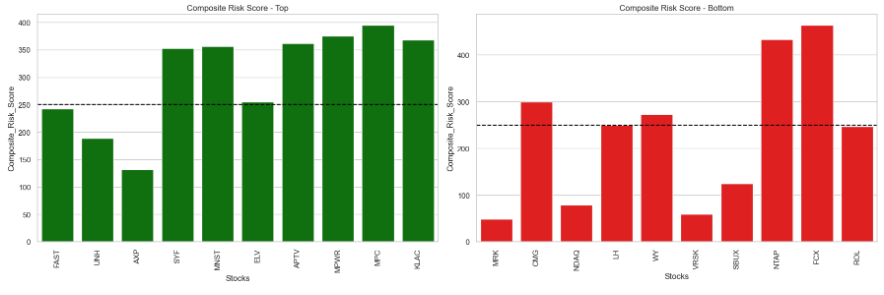 Composite Risk Score - Top
400
350
300
250
200
150
100
50
0
Composite_Risk_Score
FAST
UNH
AXP
SYF
MNST
ELV
APTV
MPWR
MPC
KLAC
Stocks
Composite Risk Score - Bottom
400
300
200
100
0
Composite_Risk_Score
MRK
CMG
NDAQ
LH
WY
VRSK
SBUX
NTAP
FCX
ROL
Stocks